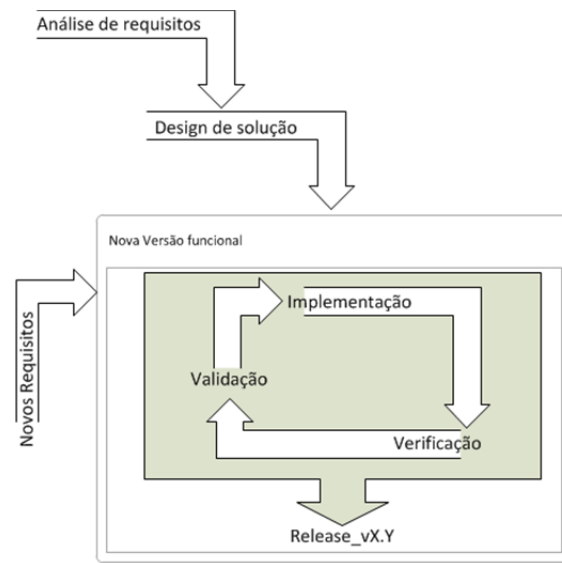 Análise de requisitos
Design de solução
Nova Versão funcional
Novos Requisitos
Implementação
Validação
Verificação
Release_vX.Y